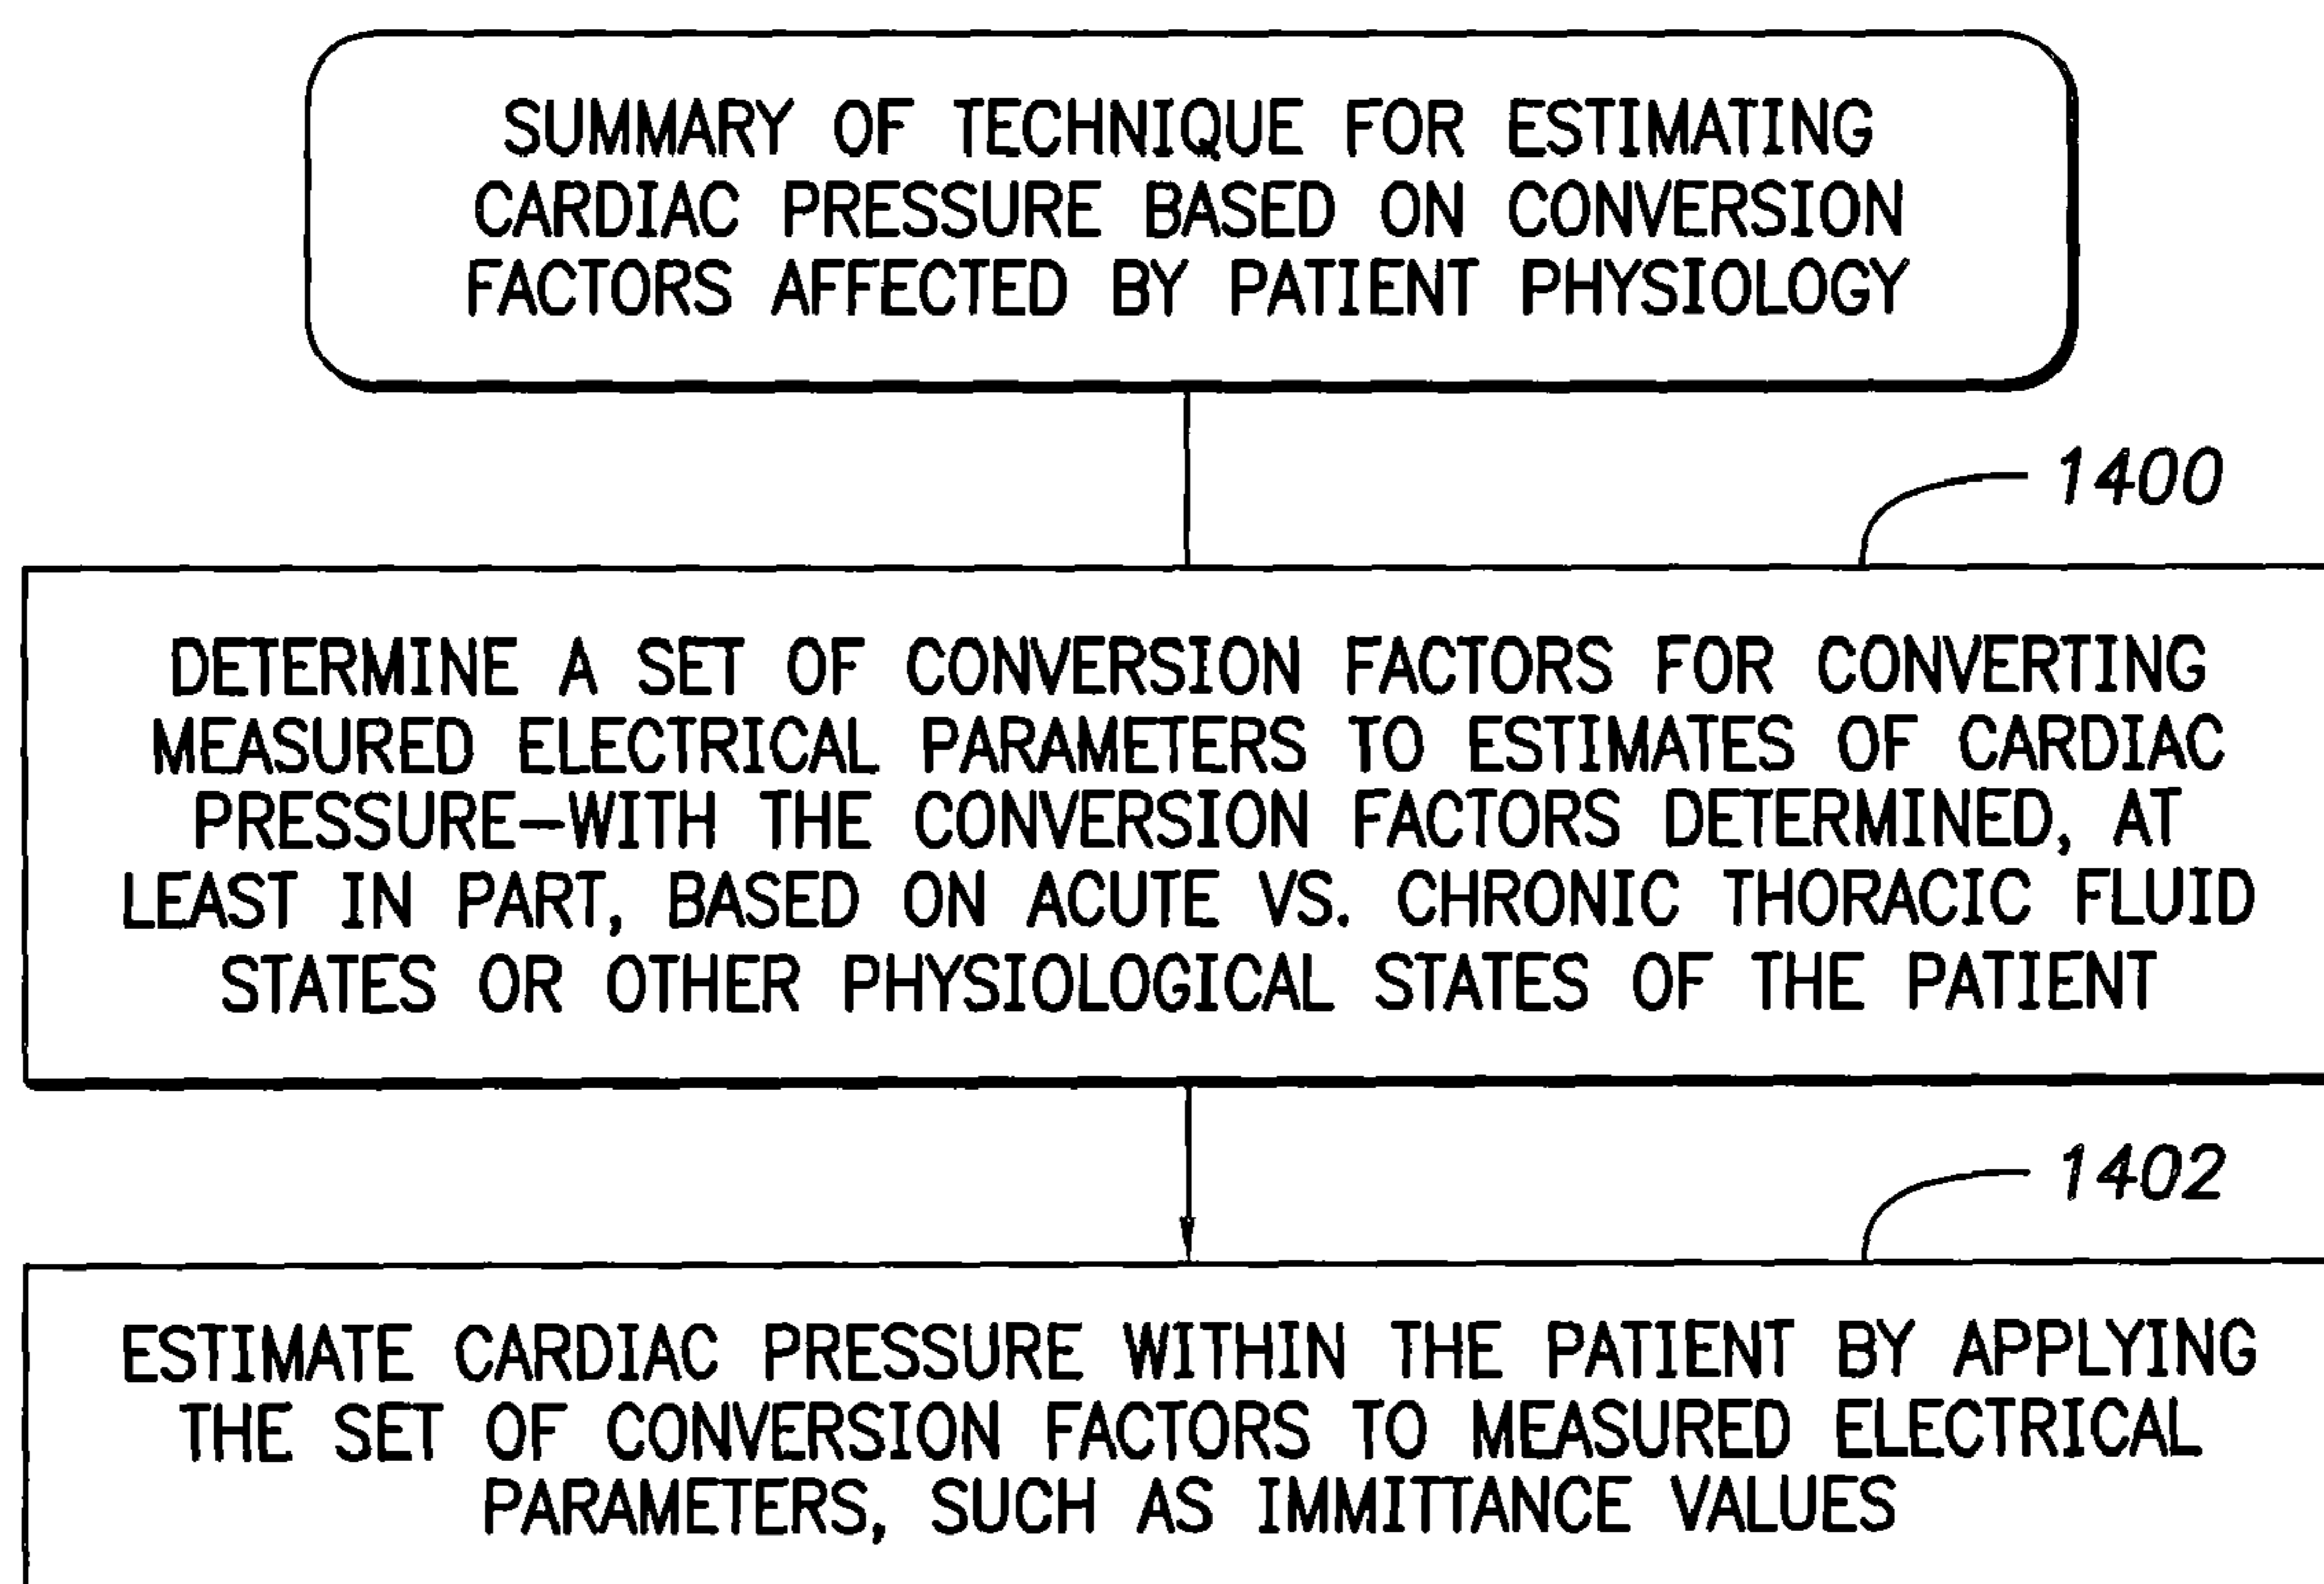 SUMMARY OF TECHNIQUE FOR ESTIMATING
CARDIAC PRESSURE BASED ON CONVERSION
FACTORS AFFECTED BY PATIENT PHYSIOLOGY
1400
DETERMINE A SET OF CONVERSION FACTORS FOR CONVERTING
MEASURED ELECTRICAL PARAMETERS TO ESTIMATES OF CARDIAC
PRESSURE–WITH THE CONVERSION FACTORS DETERMINED, AT
LEAST IN PART, BASED ON ACUTE VS. CHRONIC THORACIC FLUID
STATES OR OTHER PHYSIOLOGICAL STATES OF THE PATIENT
1402
ESTIMATE CARDIAC PRESSURE WITHIN THE PATIENT BY APPLYING
THE SET OF CONVERSION FACTORS TO MEASURED ELECTRICAL
PARAMETERS, SUCH AS IMMITTANCE VALUES